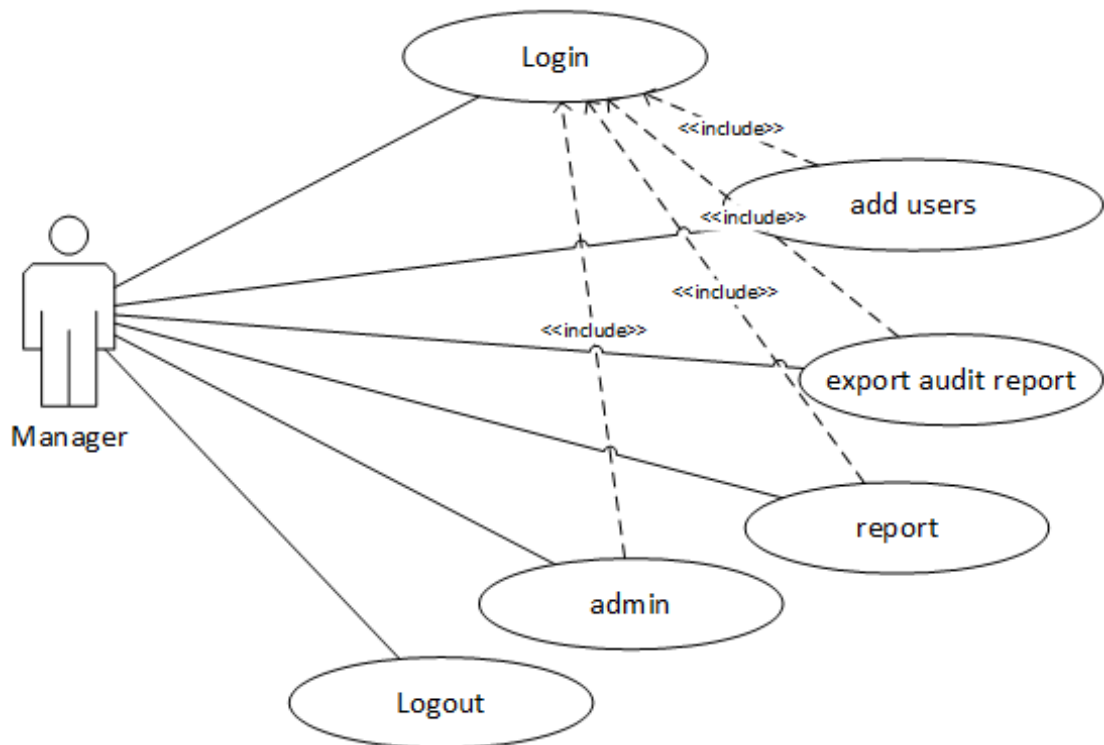 Login
<<include>>
add users
<<include>>
<<include>>
<<include>>
export audit report
Manager
report
admin
Logout